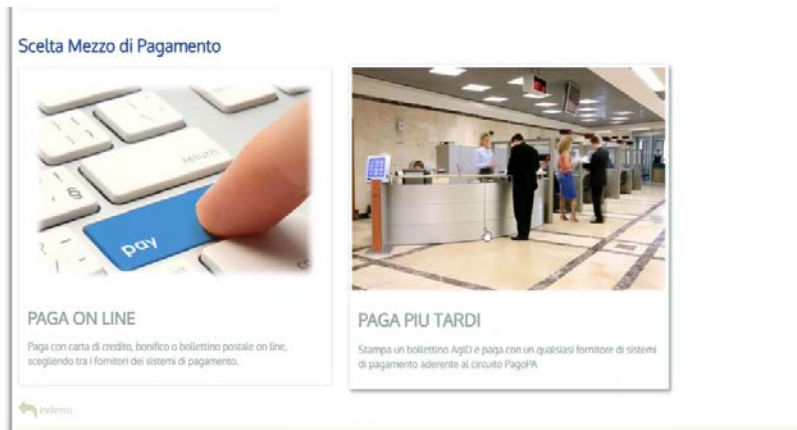 Scelta Mezzo di Pagamento
return
§
pay
PAGA ON LINE
Paga con carta di credito, bonifico o bollettino postale on line,
scegliendo tra i fornitori dei sistemi di pagamento.
PAGA PIU TARDI
Stampa un bollettino AgID e paga con un qualsiasi fornitore di sistemi
di pagamento aderente al circuito PagoPA
Indietro